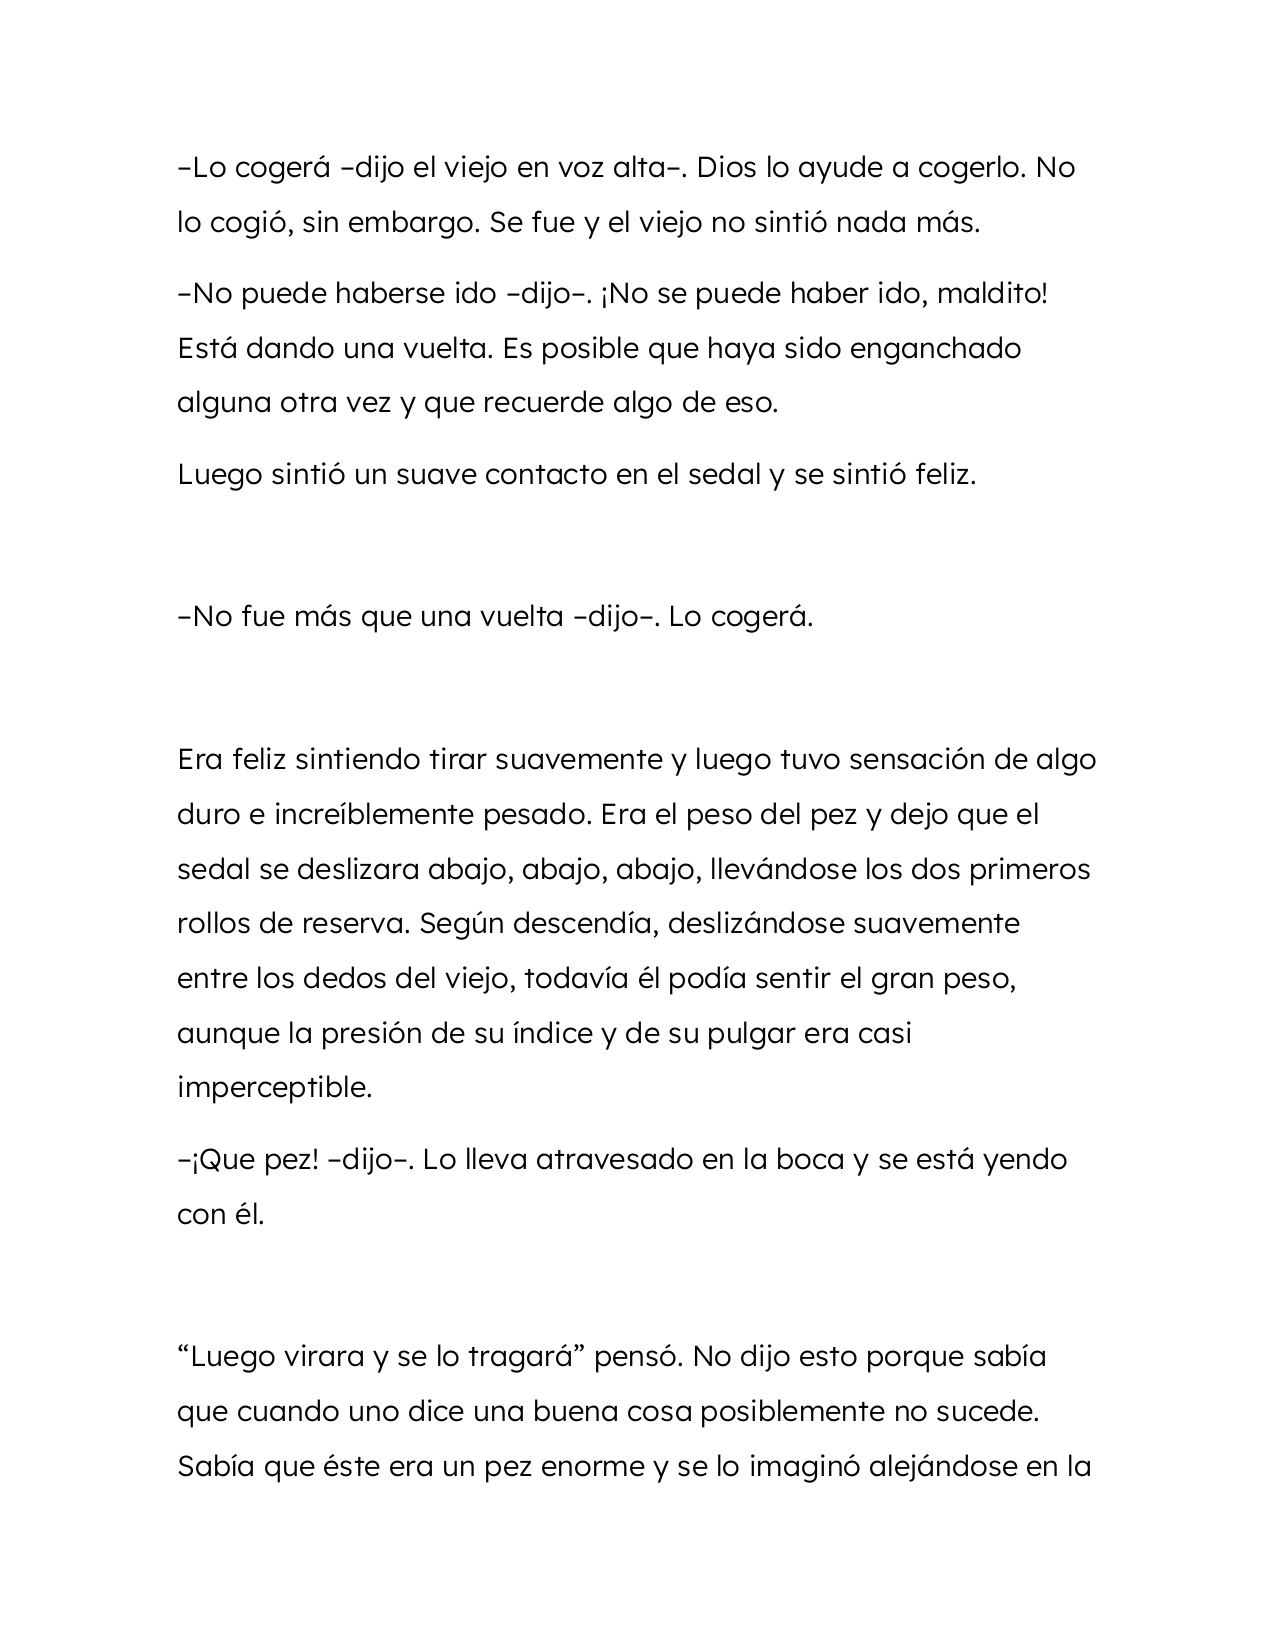 –Lo cogerá –dijo el viejo en voz alta–. Dios lo ayude a cogerlo. No
lo cogió, sin embargo. Se fue y el viejo no sintió nada más.
–No puede haberse ido –dijo–. ¡No se puede haber ido, maldito!
Está dando una vuelta. Es posible que haya sido enganchado
alguna otra vez y que recuerde algo de eso.
Luego sintió un suave contacto en el sedal y se sintió feliz.
–No fue más que una vuelta –dijo–. Lo cogerá.
Era feliz sintiendo tirar suavemente y luego tuvo sensación de algo
duro e increíblemente pesado. Era el peso del pez y dejo que el
sedal se deslizara abajo, abajo, abajo, llevándose los dos primeros
rollos de reserva. Según descendía, deslizándose suavemente
entre los dedos del viejo, todavía él podía sentir el gran peso,
aunque la presión de su índice y de su pulgar era casi
imperceptible.
–¡Que pez! –dijo–. Lo lleva atravesado en la boca y se está yendo
con él.
“Luego virara y se lo tragará” pensó. No dijo esto porque sabía
que cuando uno dice una buena cosa posiblemente no sucede.
Sabía que éste era un pez enorme y se lo imaginó alejándose en la